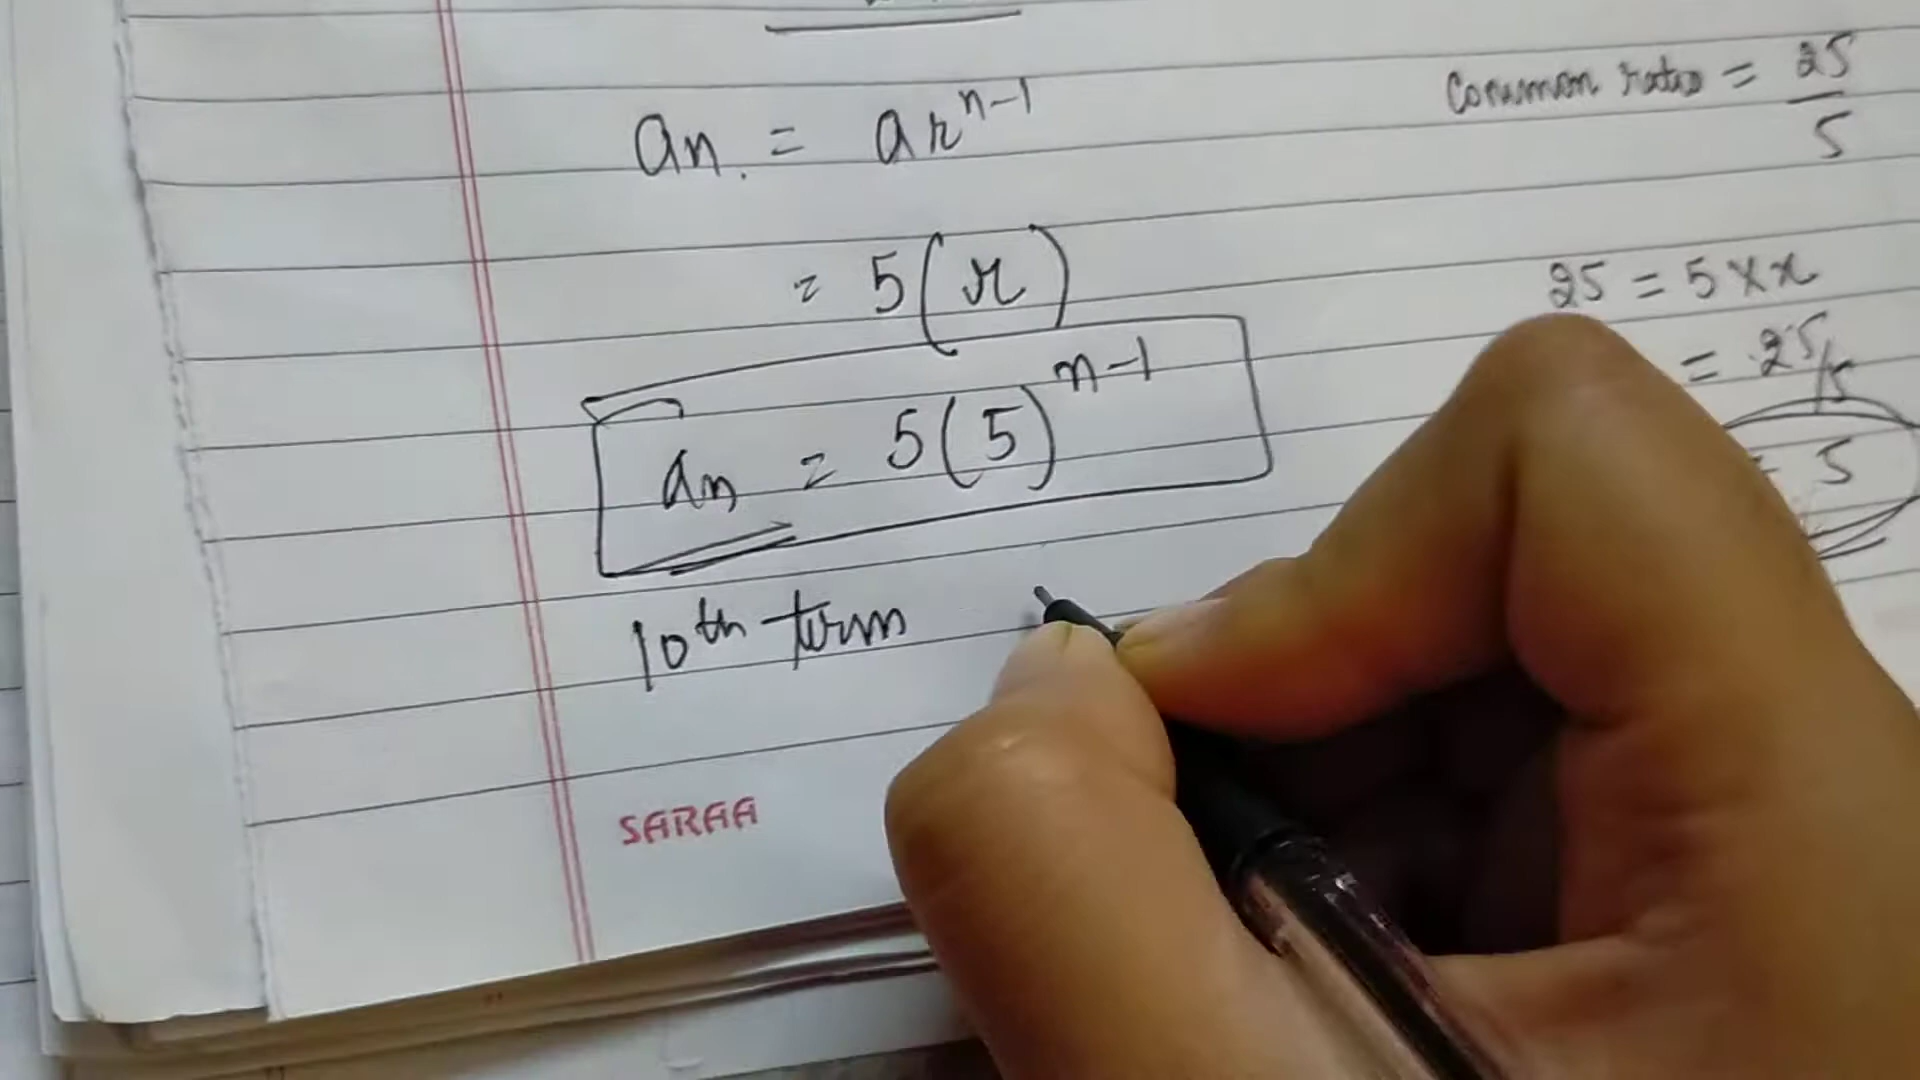 an. = ar^{n-1}
= 5(r)
an = 5(5)^{n-1}
10th term
SARAA
Common ratio = 25/5
25 = 5 × x
= 25/5
= 5